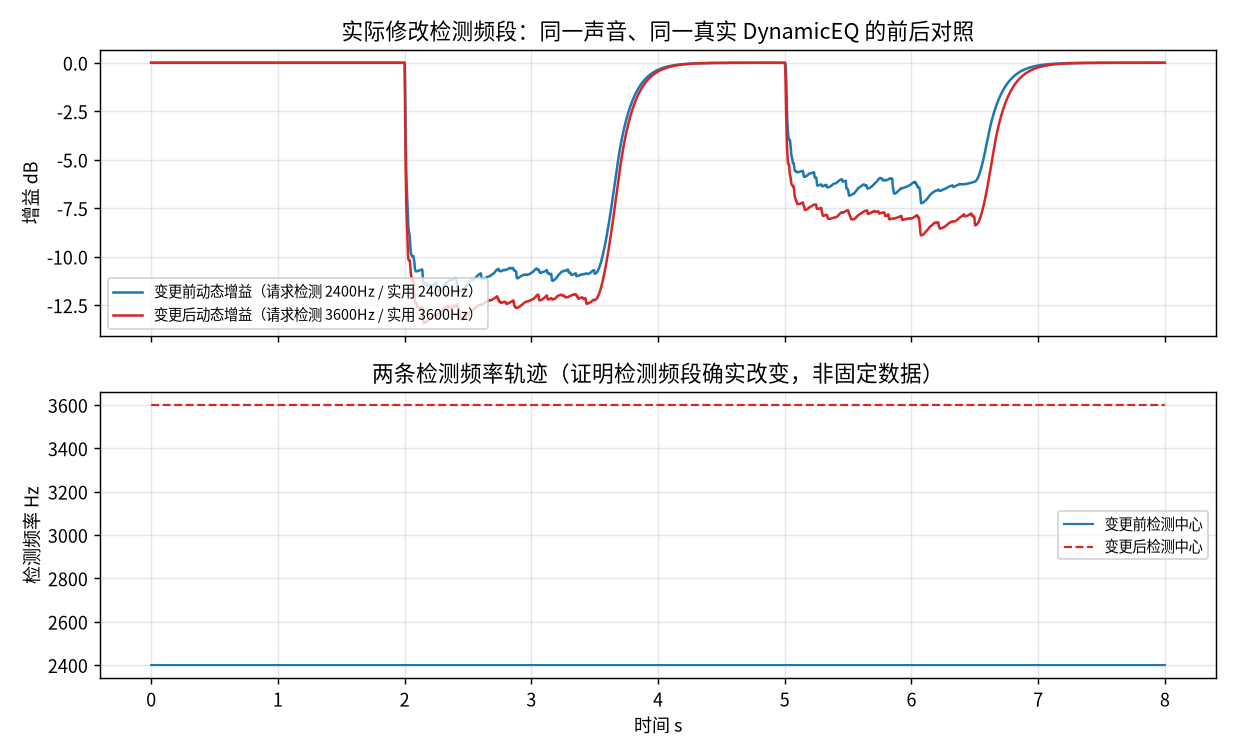 实际修改检测频段：同一声音、同一真实 DynamicEQ 的前后对照
增益 dB
0.0
-2.5
-5.0
-7.5
-10.0
-12.5
变更前动态增益（请求检测 2400Hz / 实用 2400Hz）
变更后动态增益（请求检测 3600Hz / 实用 3600Hz）
两条检测频率轨迹（证明检测频段确实改变，非固定数据）
检测频率 Hz
3600
3400
3200
3000
2800
2600
2400
变更前检测中心
变更后检测中心
0 1 2 3 4 5 6 7 8
时间 s